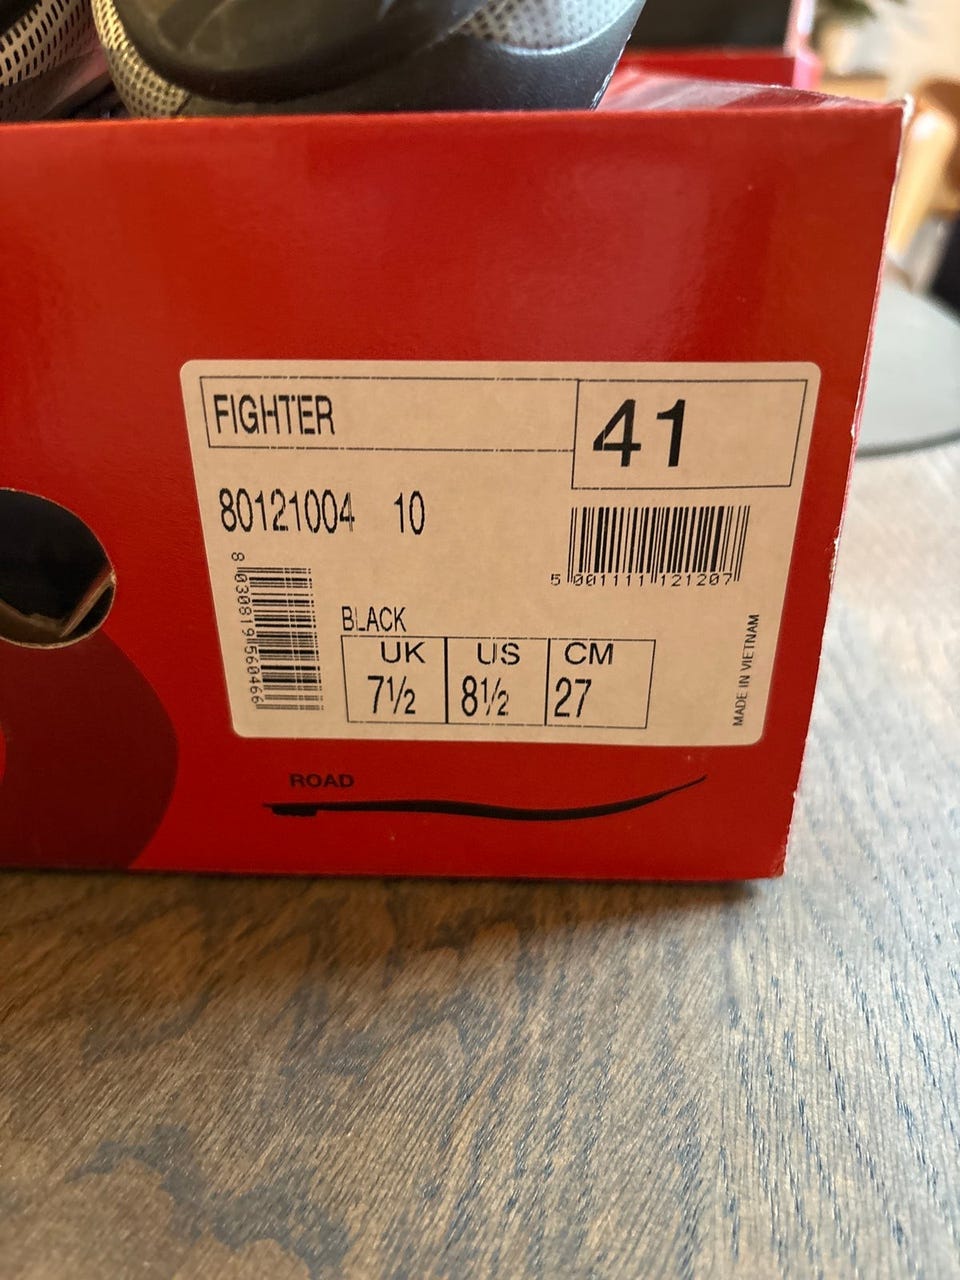 FIGHTER
41
80121004 10
5 001111 121207
8 030819 560466
BLACK
UK US CM
7½ 8½ 27
MADE IN VIETNAM
ROAD